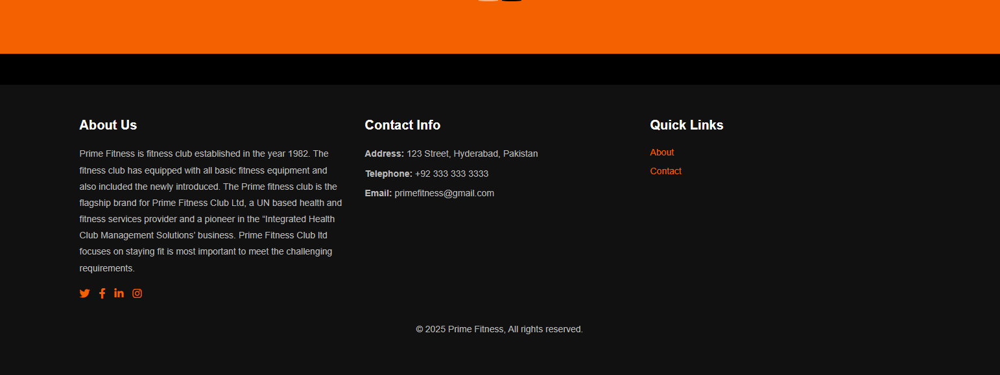 About Us
Prime Fitness is fitness club established in the year 1982. The
fitness club has equipped with all basic fitness equipment and
also included the newly introduced. The Prime fitness club is the
flagship brand for Prime Fitness Club Ltd, a UN based health and
fitness services provider and a pioneer in the “Integrated Health
Club Management Solutions’ business. Prime Fitness Club ltd
focuses on staying fit is most important to meet the challenging
requirements.
Contact Info
Address: 123 Street, Hyderabad, Pakistan
Telephone: +92 333 333 3333
Email: primefitness@gmail.com
Quick Links
About
Contact
© 2025 Prime Fitness, All rights reserved.